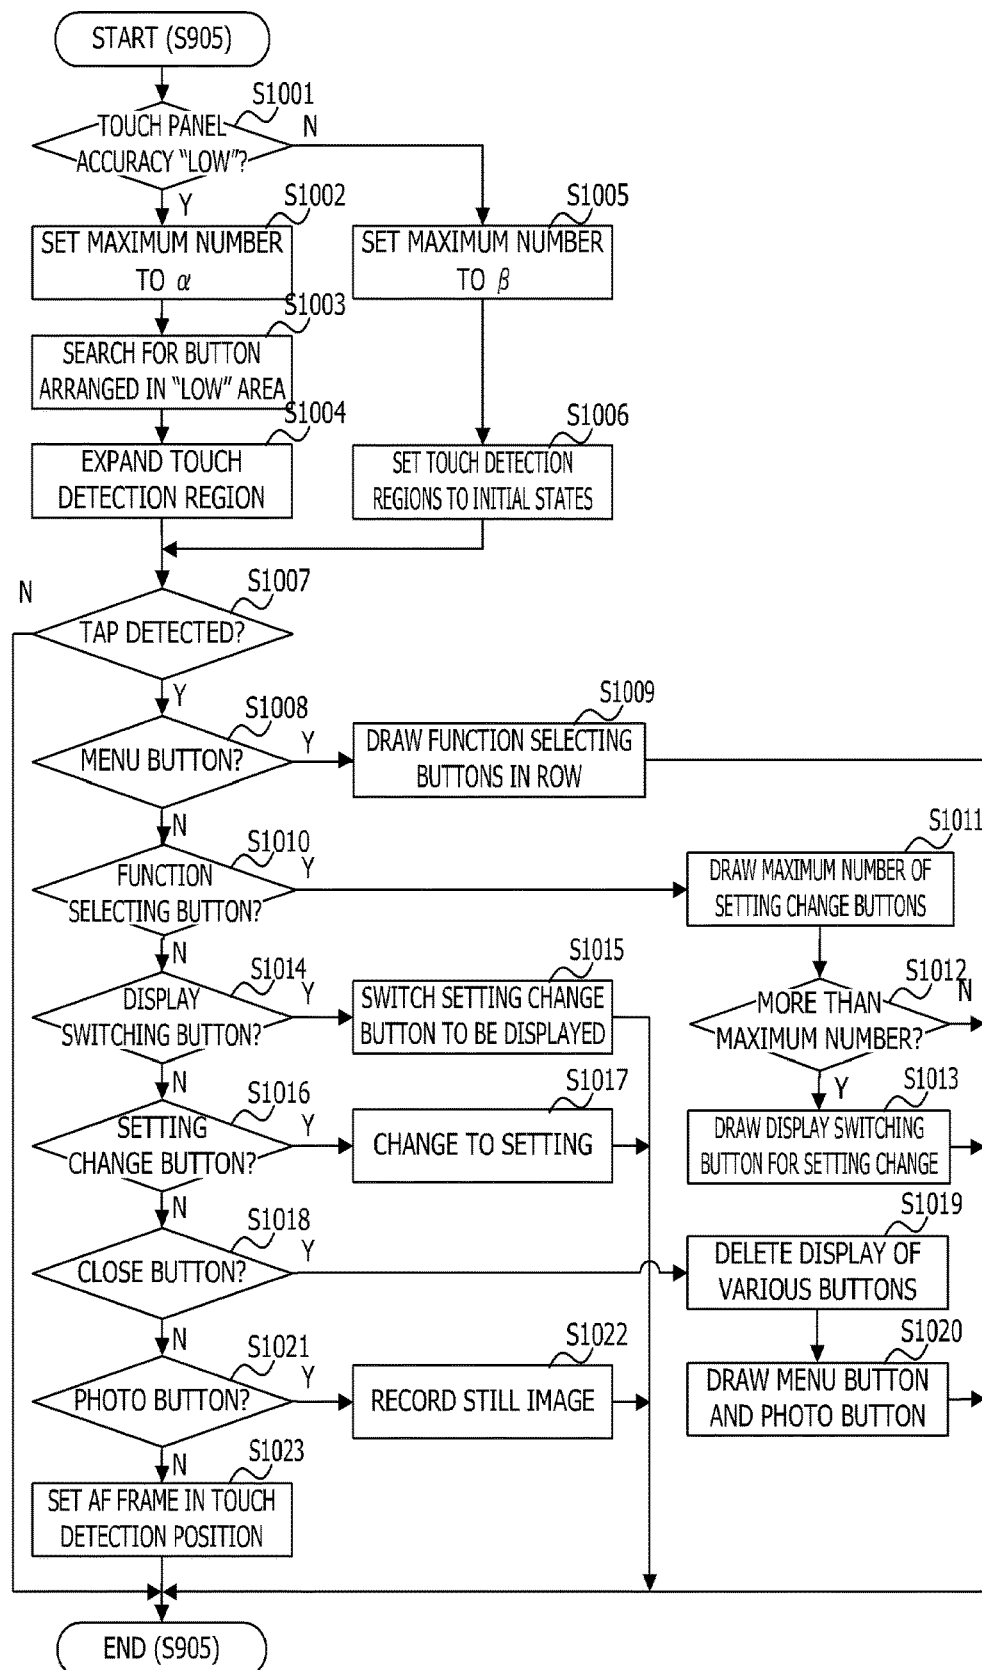 START (S905)
S1001
TOUCH PANEL
ACCURACY “LOW”?
N
Y
S1002
SET MAXIMUM NUMBER
TO α
S1005
SET MAXIMUM NUMBER
TO β
S1003
SEARCH FOR BUTTON
ARRANGED IN “LOW” AREA
S1004
EXPAND TOUCH
DETECTION REGION
S1006
SET TOUCH DETECTION
REGIONS TO INITIAL STATES
S1007
N
TAP DETECTED?
Y
S1008
MENU BUTTON?
Y
S1009
DRAW FUNCTION SELECTING
BUTTONS IN ROW
N
S1010
FUNCTION
SELECTING BUTTON?
Y
S1011
DRAW MAXIMUM NUMBER OF
SETTING CHANGE BUTTONS
S1012
MORE THAN
MAXIMUM NUMBER?
N
Y
S1013
DRAW DISPLAY SWITCHING
BUTTON FOR SETTING CHANGE
N
S1014
DISPLAY
SWITCHING BUTTON?
Y
S1015
SWITCH SETTING CHANGE
BUTTON TO BE DISPLAYED
N
S1016
SETTING
CHANGE BUTTON?
Y
S1017
CHANGE TO SETTING
N
S1018
CLOSE BUTTON?
Y
S1019
DELETE DISPLAY OF
VARIOUS BUTTONS
S1020
DRAW MENU BUTTON
AND PHOTO BUTTON
N
S1021
PHOTO BUTTON?
Y
S1022
RECORD STILL IMAGE
N
S1023
SET AF FRAME IN TOUCH
DETECTION POSITION
END (S905)